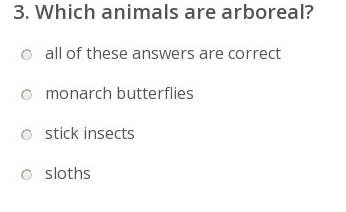 3. Which animals are arboreal?
all of these answers are correct
monarch butterflies
stick insects
sloths